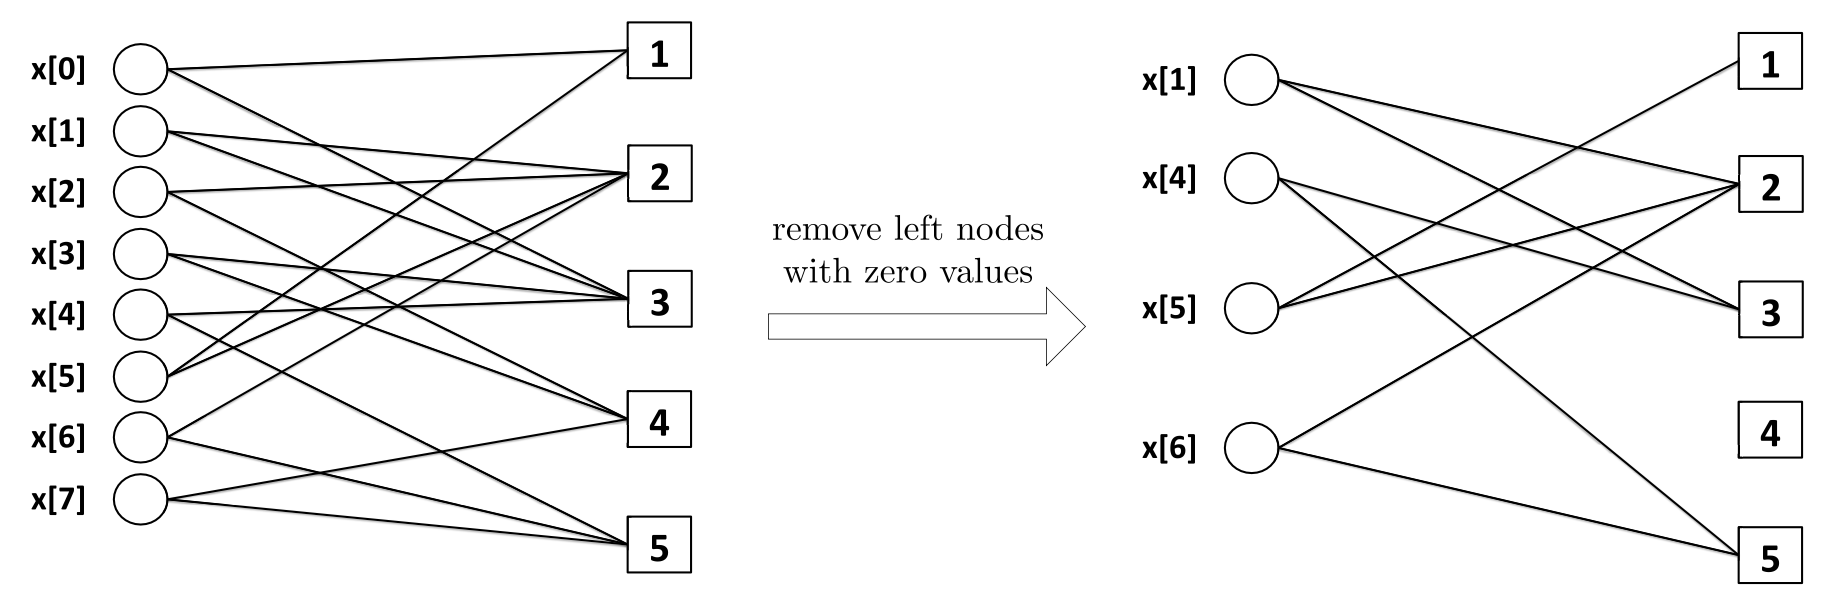 x[0]
x[1]
x[2]
x[3]
x[4]
x[5]
x[6]
x[7]
1
2
3
4
5
remove left nodes
with zero values
x[1]
x[4]
x[5]
x[6]
1
2
3
4
5